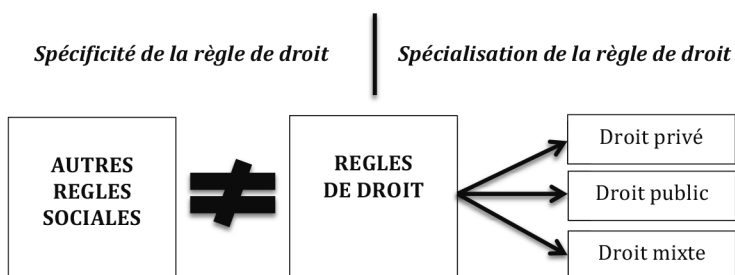 Spécificité de la règle de droit
Spécialisation de la règle de droit
AUTRES
REGLES
SOCIALES
≠
REGLES
DE DROIT
Droit privé
Droit public
Droit mixte